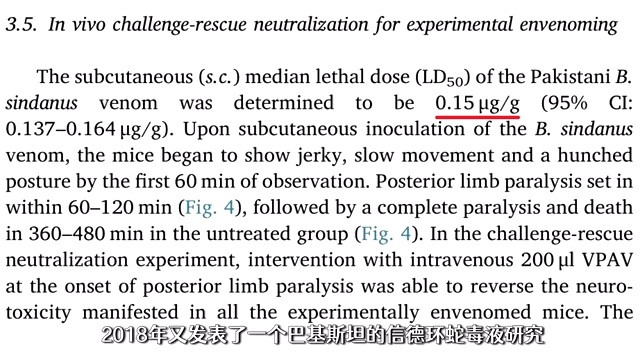 3.5. In vivo challenge-rescue neutralization for experimental envenoming
The subcutaneous (s.c.) median lethal dose (LD50) of the Pakistani B.
sindanus venom was determined to be 0.15 μg/g (95% CI:
0.137–0.164 μg/g). Upon subcutaneous inoculation of the B. sindanus
venom, the mice began to show jerky, slow movement and a hunched
posture by the first 60 min of observation. Posterior limb paralysis set in
within 60–120 min (Fig. 4), followed by a complete paralysis and death
in 360–480 min in the untreated group (Fig. 4). In the challenge-rescue
neutralization experiment, intervention with intravenous 200 μl VPAV
at the onset of posterior limb paralysis was able to reverse the neuro-
toxicity manifested in all the experimentally envenomed mice. The
2018年又发表了一个巴基斯坦的信德环蛇毒液研究